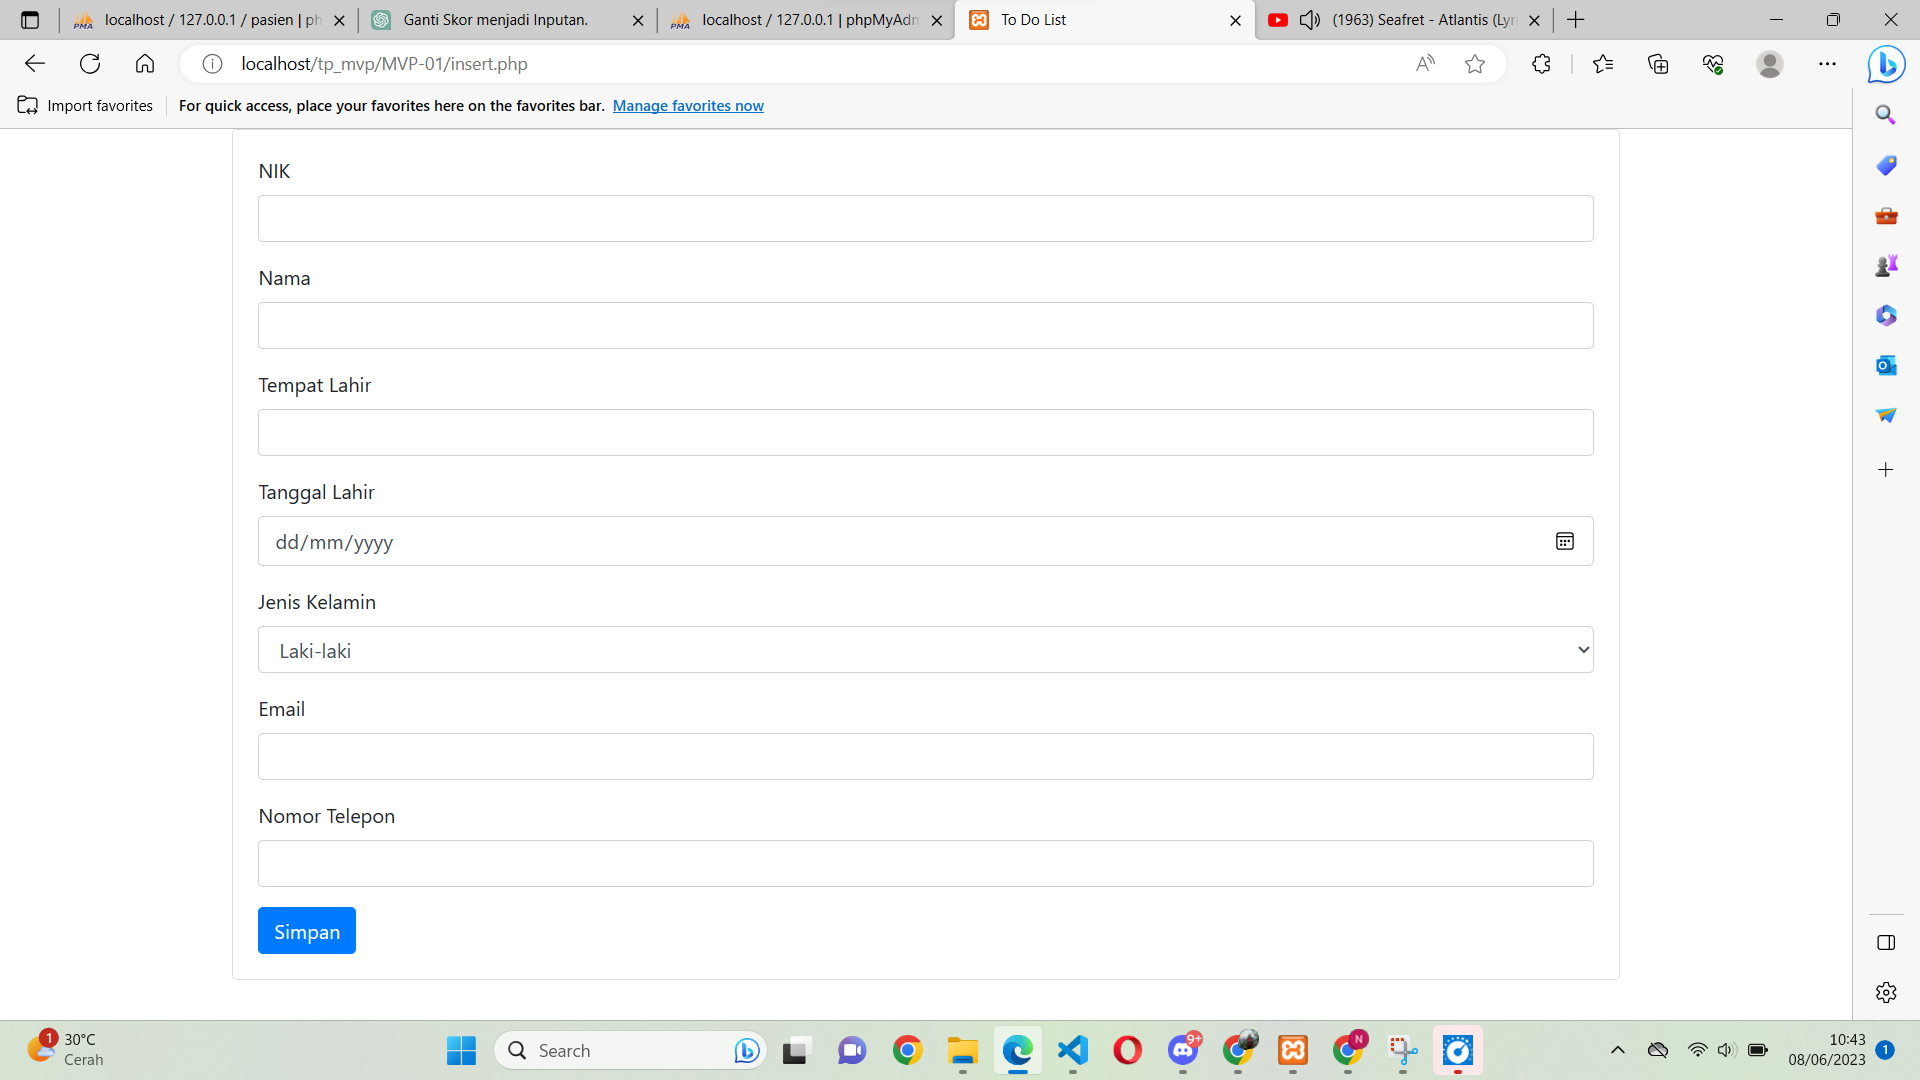 localhost / 127.0.0.1 / pasien | ph
Ganti Skor menjadi Inputan.
localhost / 127.0.0.1 | phpMyAdm
To Do List
(1963) Seafret - Atlantis (Lyri
localhost/tp_mvp/MVP-01/insert.php
Import favorites
For quick access, place your favorites here on the favorites bar. Manage favorites now
NIK
Nama
Tempat Lahir
Tanggal Lahir
dd/mm/yyyy
Jenis Kelamin
Laki-laki
Email
Nomor Telepon
Simpan
1
30°C
Cerah
Search
9+
N
10:43
08/06/2023
1